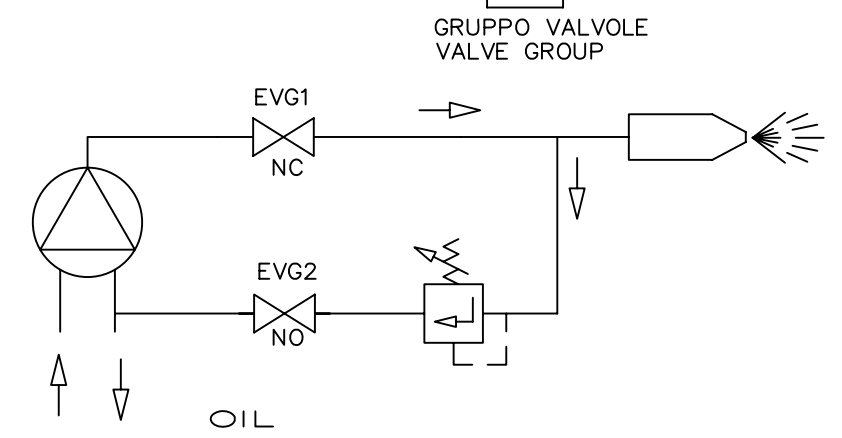 GRUPPO VALVOLE
VALVE GROUP
EVG1
NC
EVG2
NO
OIL